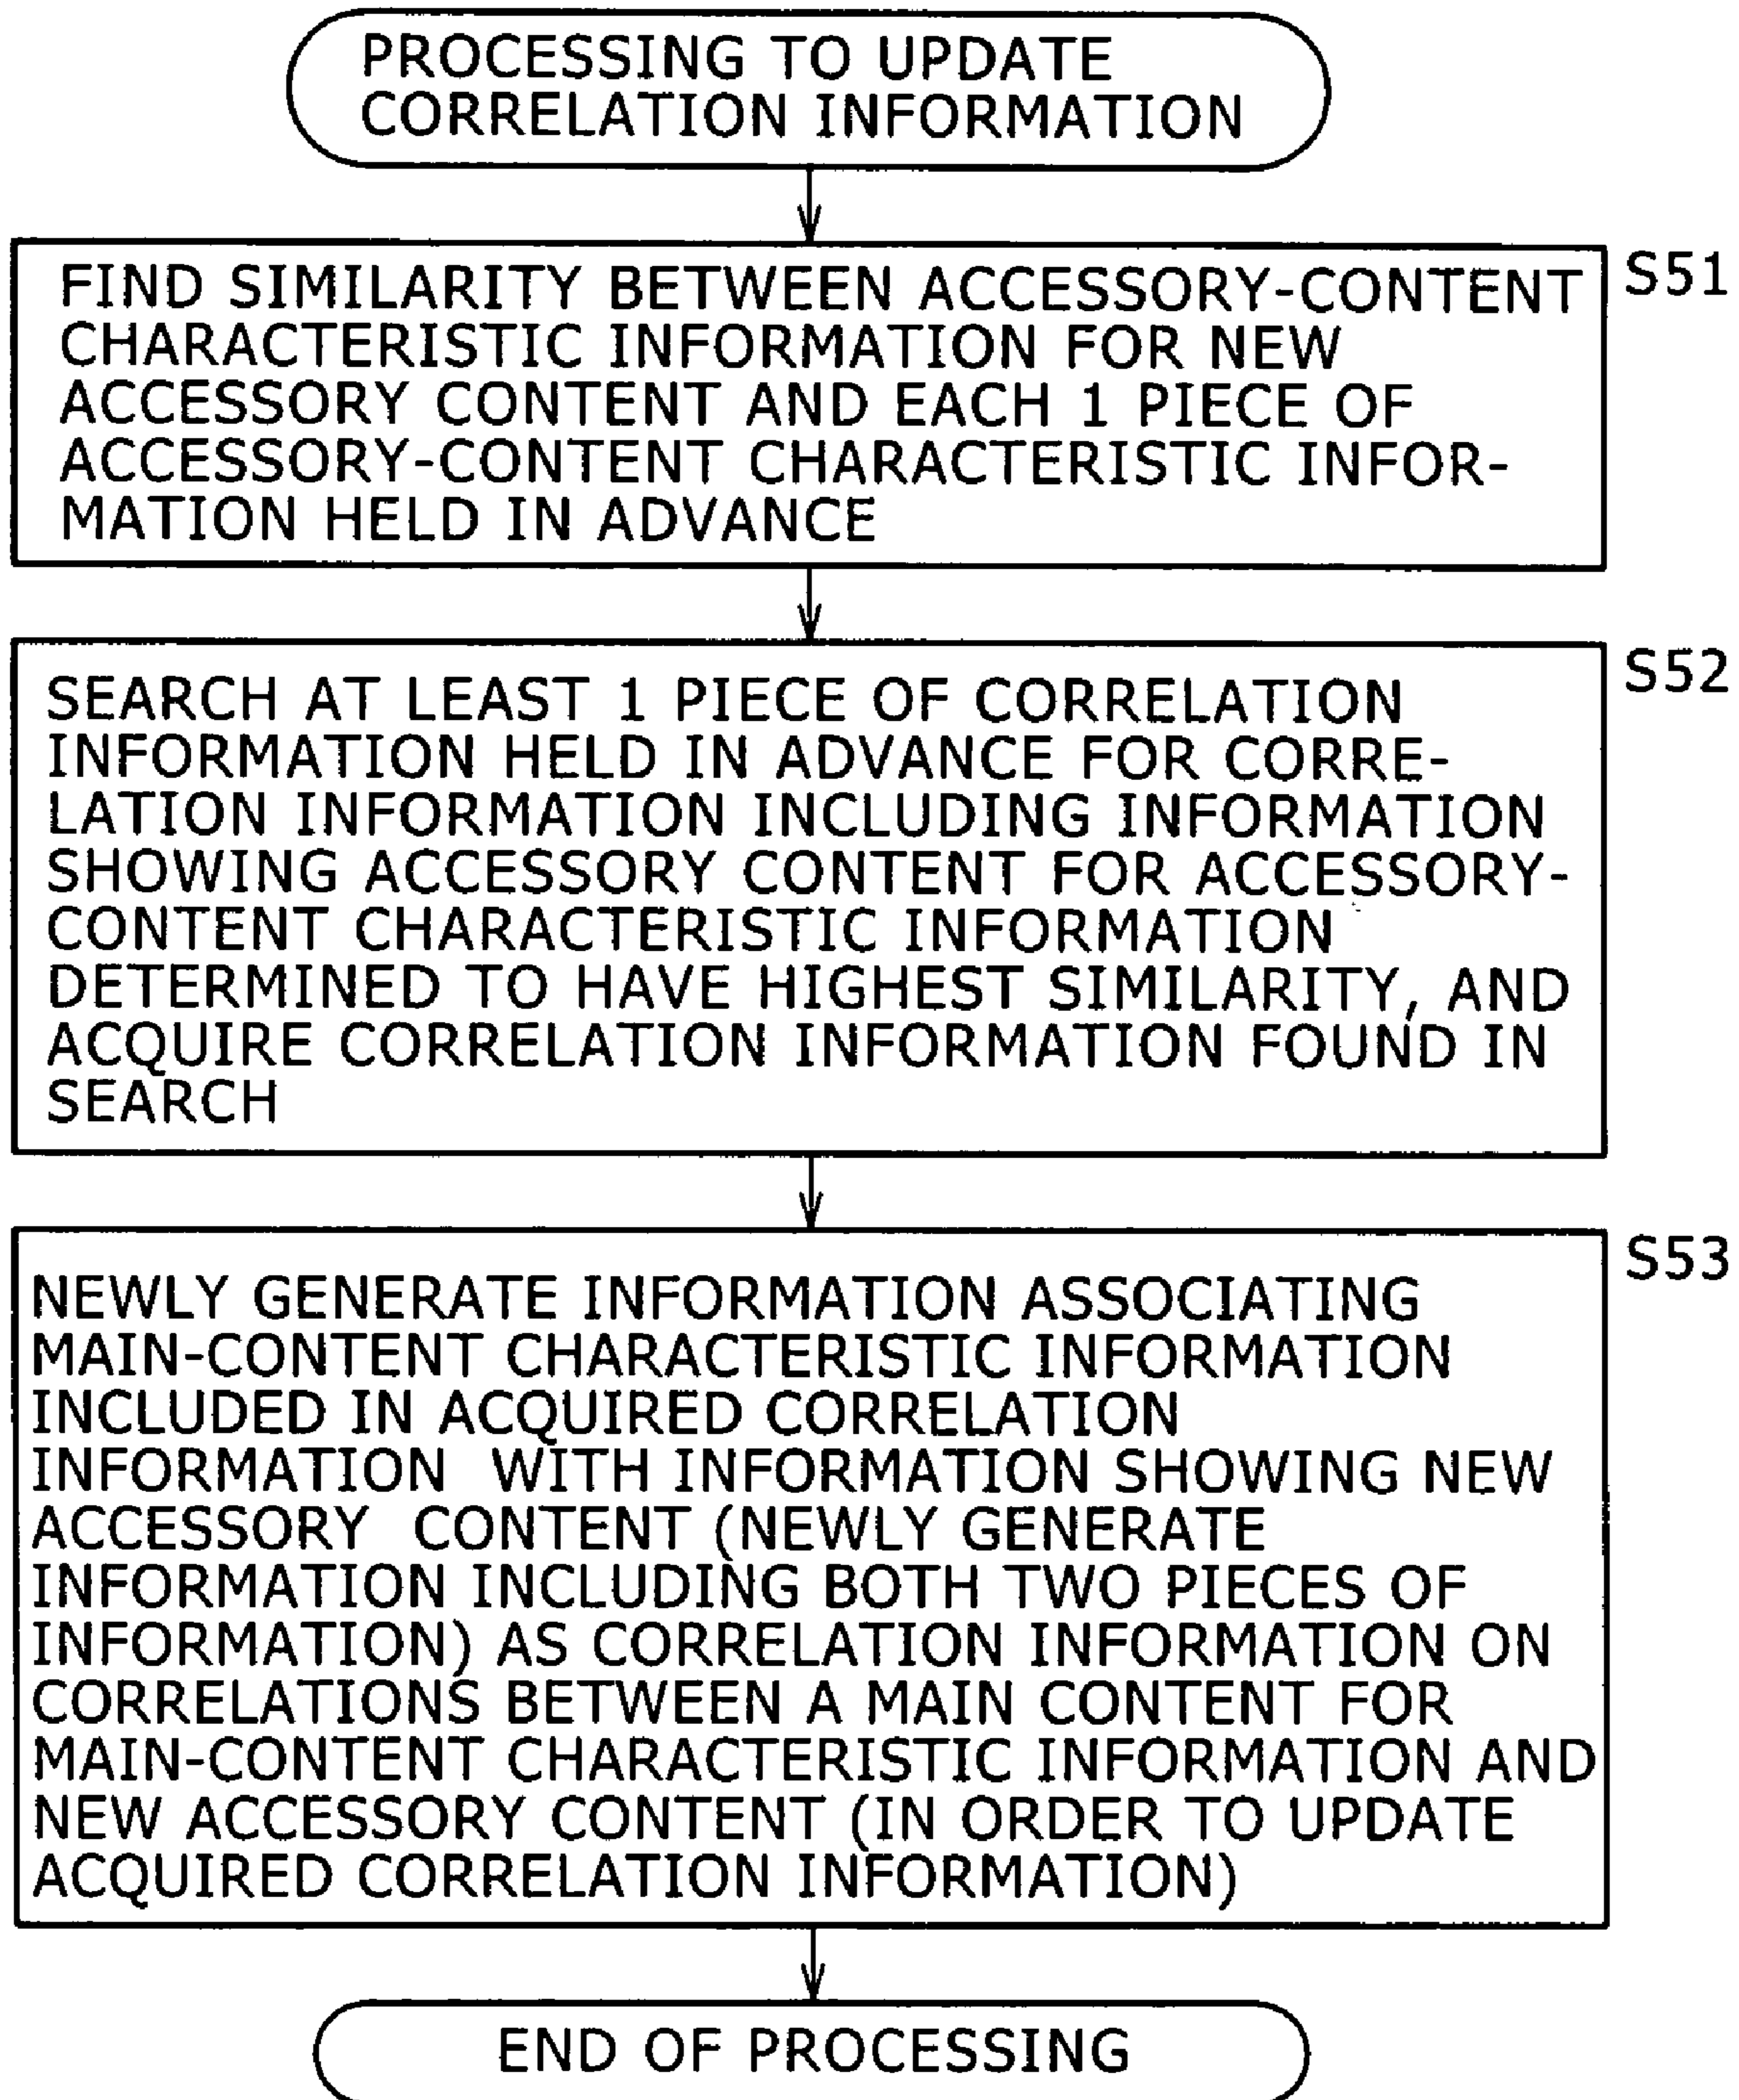 PROCESSING TO UPDATE
CORRELATION INFORMATION
S51
FIND SIMILARITY BETWEEN ACCESSORY-CONTENT
CHARACTERISTIC INFORMATION FOR NEW
ACCESSORY CONTENT AND EACH 1 PIECE OF
ACCESSORY-CONTENT CHARACTERISTIC INFOR-
MATION HELD IN ADVANCE
S52
SEARCH AT LEAST 1 PIECE OF CORRELATION
INFORMATION HELD IN ADVANCE FOR CORRE-
LATION INFORMATION INCLUDING INFORMATION
SHOWING ACCESSORY CONTENT FOR ACCESSORY-
CONTENT CHARACTERISTIC INFORMATION
DETERMINED TO HAVE HIGHEST SIMILARITY, AND
ACQUIRE CORRELATION INFORMATION FOUND IN
SEARCH
S53
NEWLY GENERATE INFORMATION ASSOCIATING
MAIN-CONTENT CHARACTERISTIC INFORMATION
INCLUDED IN ACQUIRED CORRELATION
INFORMATION WITH INFORMATION SHOWING NEW
ACCESSORY CONTENT (NEWLY GENERATE
INFORMATION INCLUDING BOTH TWO PIECES OF
INFORMATION) AS CORRELATION INFORMATION ON
CORRELATIONS BETWEEN A MAIN CONTENT FOR
MAIN-CONTENT CHARACTERISTIC INFORMATION AND
NEW ACCESSORY CONTENT (IN ORDER TO UPDATE
ACQUIRED CORRELATION INFORMATION)
END OF PROCESSING